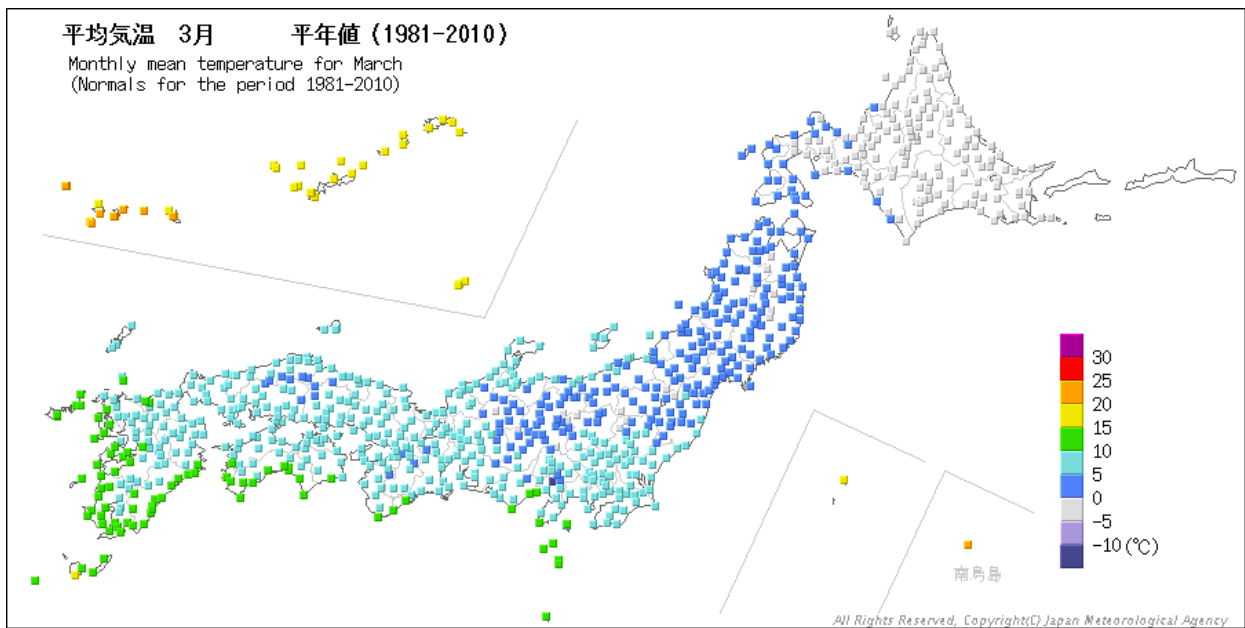 平均気温 3月 平年値 (1981-2010)
Monthly mean temperature for March
(Normals for the period 1981-2010)
30
25
20
15
10
5
0
-5
-10 (℃)
南鳥島
All Rights Reserved, Copyright(C) Japan Meteorological Agency